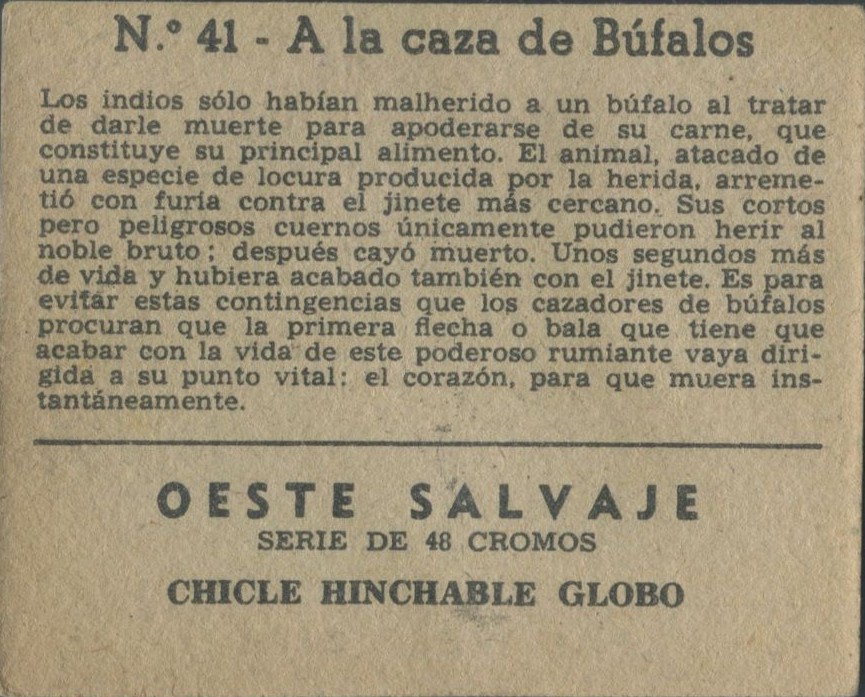 N.º 41 - A la caza de Búfalos
Los indios sólo habían malherido a un búfalo al tratar
de darle muerte para apoderarse de su carne, que
constituye su principal alimento. El animal, atacado de
una especie de locura producida por la herida, arreme-
tió con furia contra el jinete más cercano. Sus cortos
pero peligrosos cuernos únicamente pudieron herir al
noble bruto; después cayó muerto. Unos segundos más
de vida y hubiera acabado también con el jinete. Es para
evitar estas contingencias que los cazadores de búfalos
procuran que la primera flecha o bala que tiene que
acabar con la vida de este poderoso rumiante vaya diri-
gida a su punto vital: el corazón, para que muera ins-
tantáneamente.
OESTE SALVAJE
SERIE DE 48 CROMOS
CHICLE HINCHABLE GLOBO